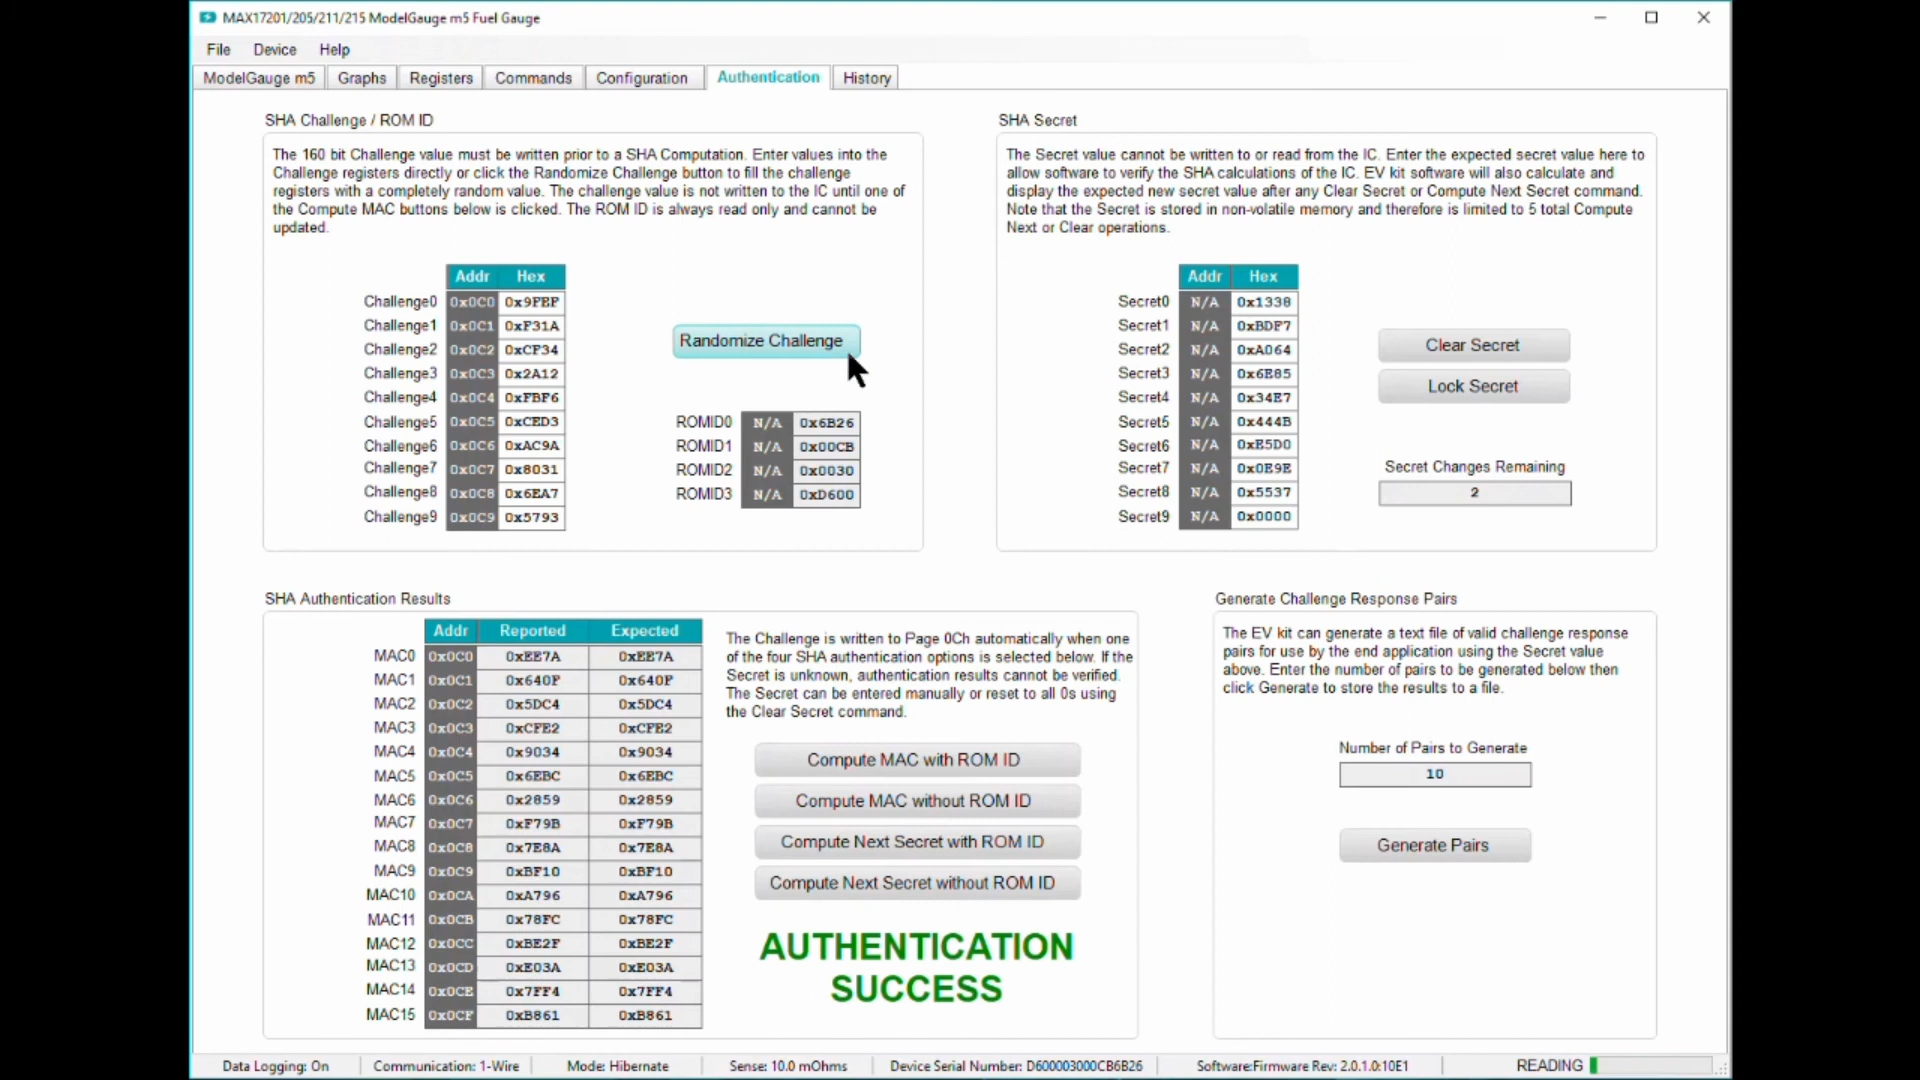 MAX17201/205/211/215 ModelGauge m5 Fuel Gauge
File Device Help
ModelGauge m5 Graphs Registers Commands Configuration Authentication History
SHA Challenge / ROM ID
The 160 bit Challenge value must be written prior to a SHA Computation. Enter values into the
Challenge registers directly or click the Randomize Challenge button to fill the challenge
registers with a completely random value. The challenge value is not written to the IC until one of
the Compute MAC buttons below is clicked. The ROM ID is always read only and cannot be
updated.
Addr Hex
Challenge0 0x0C0 0x9FEF
Challenge1 0x0C1 0xF31A
Challenge2 0x0C2 0xCF34
Challenge3 0x0C3 0x2A12
Challenge4 0x0C4 0xFBF6
Challenge5 0x0C5 0xCED3
Challenge6 0x0C6 0xAC9A
Challenge7 0x0C7 0x8031
Challenge8 0x0C8 0x6EA7
Challenge9 0x0C9 0x5793
Randomize Challenge
ROMID0 N/A 0x6B26
ROMID1 N/A 0x00CB
ROMID2 N/A 0x0030
ROMID3 N/A 0xD600
SHA Secret
The Secret value cannot be written to or read from the IC. Enter the expected secret value here to
allow software to verify the SHA calculations of the IC. EV kit software will also calculate and
display the expected new secret value after any Clear Secret or Compute Next Secret command.
Note that the Secret is stored in non-volatile memory and therefore is limited to 5 total Compute
Next or Clear operations.
Addr Hex
Secret0 N/A 0x1338
Secret1 N/A 0xBDF7
Secret2 N/A 0xA064
Secret3 N/A 0x6E85
Secret4 N/A 0x34E7
Secret5 N/A 0x444B
Secret6 N/A 0xE5D0
Secret7 N/A 0x0E9E
Secret8 N/A 0x5537
Secret9 N/A 0x0000
Clear Secret
Lock Secret
Secret Changes Remaining
2
SHA Authentication Results
Addr Reported Expected
MAC0 0x0C0 0xEE7A 0xEE7A
MAC1 0x0C1 0x640F 0x640F
MAC2 0x0C2 0x5DC4 0x5DC4
MAC3 0x0C3 0xCFE2 0xCFE2
MAC4 0x0C4 0x9034 0x9034
MAC5 0x0C5 0x6EBC 0x6EBC
MAC6 0x0C6 0x2859 0x2859
MAC7 0x0C7 0xF79B 0xF79B
MAC8 0x0C8 0x7E8A 0x7E8A
MAC9 0x0C9 0xBF10 0xBF10
MAC10 0x0CA 0xA796 0xA796
MAC11 0x0CB 0x78FC 0x78FC
MAC12 0x0CC 0xBE2F 0xBE2F
MAC13 0x0CD 0xE03A 0xE03A
MAC14 0x0CE 0x7FF4 0x7FF4
MAC15 0x0CF 0xB861 0xB861
The Challenge is written to Page 0Ch automatically when one
of the four SHA authentication options is selected below. If the
Secret is unknown, authentication results cannot be verified.
The Secret can be entered manually or reset to all 0s using
the Clear Secret command.
Compute MAC with ROM ID
Compute MAC without ROM ID
Compute Next Secret with ROM ID
Compute Next Secret without ROM ID
AUTHENTICATION
SUCCESS
Generate Challenge Response Pairs
The EV kit can generate a text file of valid challenge response
pairs for use by the end application using the Secret value
above. Enter the number of pairs to be generated below then
click Generate to store the results to a file.
Number of Pairs to Generate
10
Generate Pairs
Data Logging: On Communication: 1-Wire Mode: Hibernate Sense: 10.0 mOhms Device Serial Number: D600003000CB6B26 Software:Firmware Rev: 2.0.1.0:10E1 READING